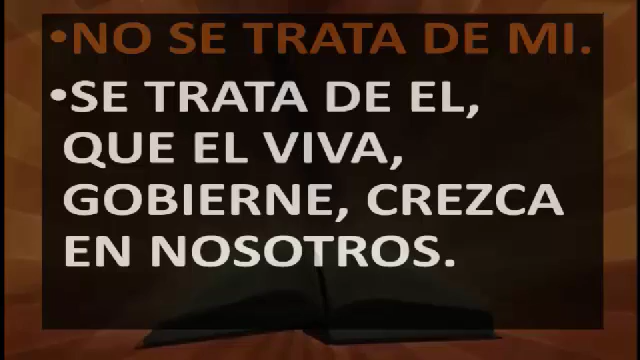 •NO SE TRATA DE MI.
•SE TRATA DE EL,
QUE EL VIVA,
GOBIERNE, CREZCA
EN NOSOTROS.